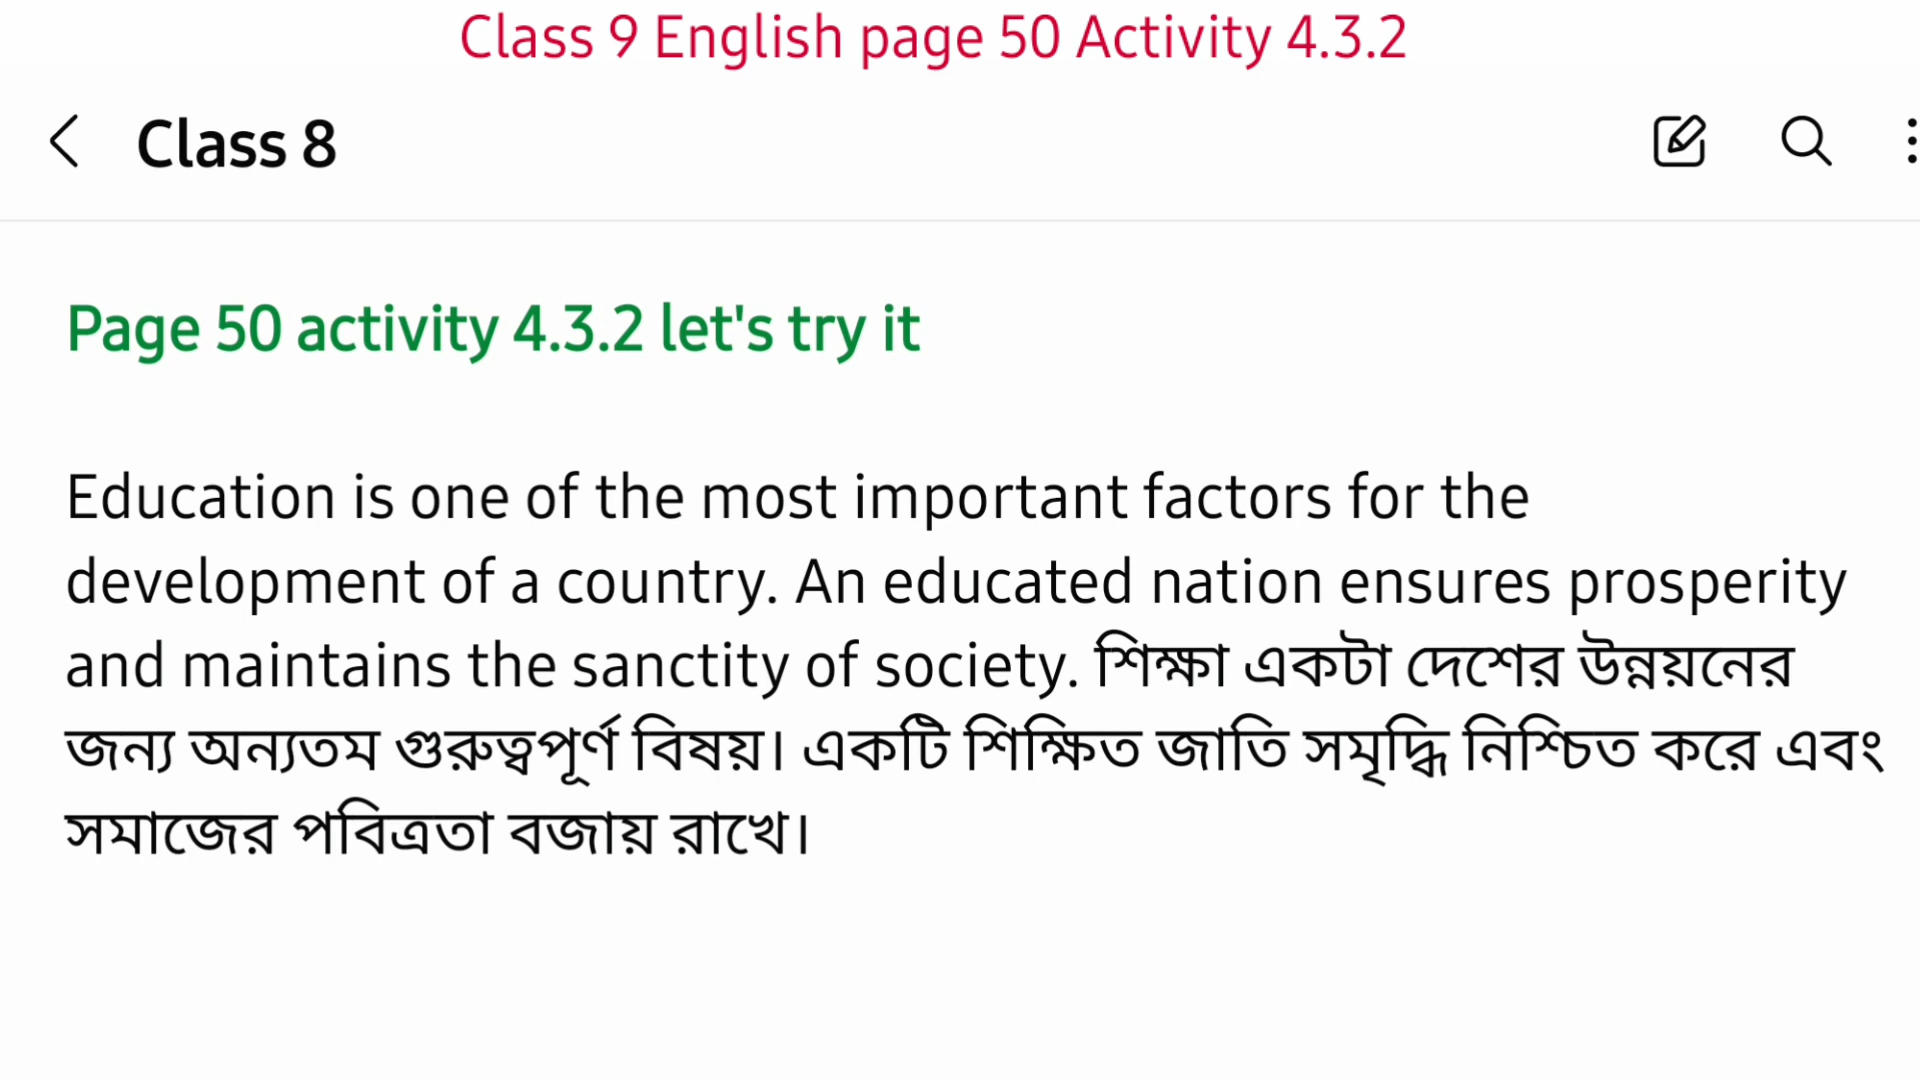 Class 9 English page 50 Activity 4.3.2
Class 8
Page 50 activity 4.3.2 let's try it
Education is one of the most important factors for the
development of a country. An educated nation ensures prosperity
and maintains the sanctity of society. শিক্ষা একটা দেশের উন্নয়নের
জন্য অন্যতম গুরুত্বপূর্ণ বিষয়। একটি শিক্ষিত জাতি সমৃদ্ধি নিশ্চিত করে এবং
সমাজের পবিত্রতা বজায় রাখে।